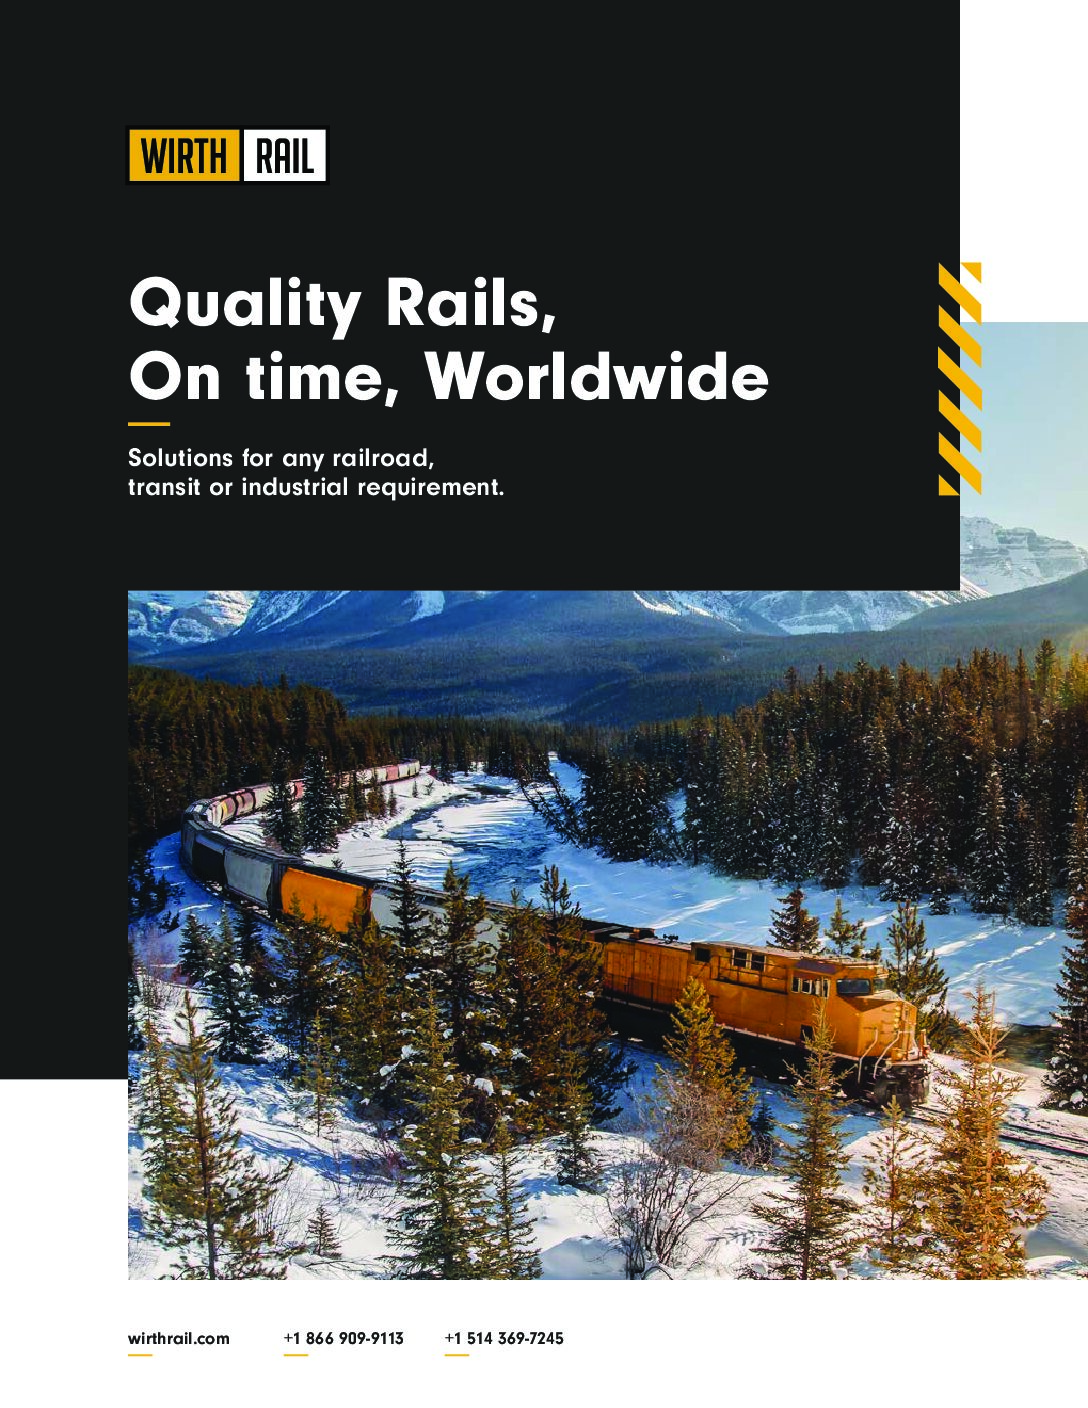 WIRTH RAIL
Quality Rails,
On time, Worldwide
Solutions for any railroad,
transit or industrial requirement.
wirthrail.com +1 866 909-9113 +1 514 369-7245